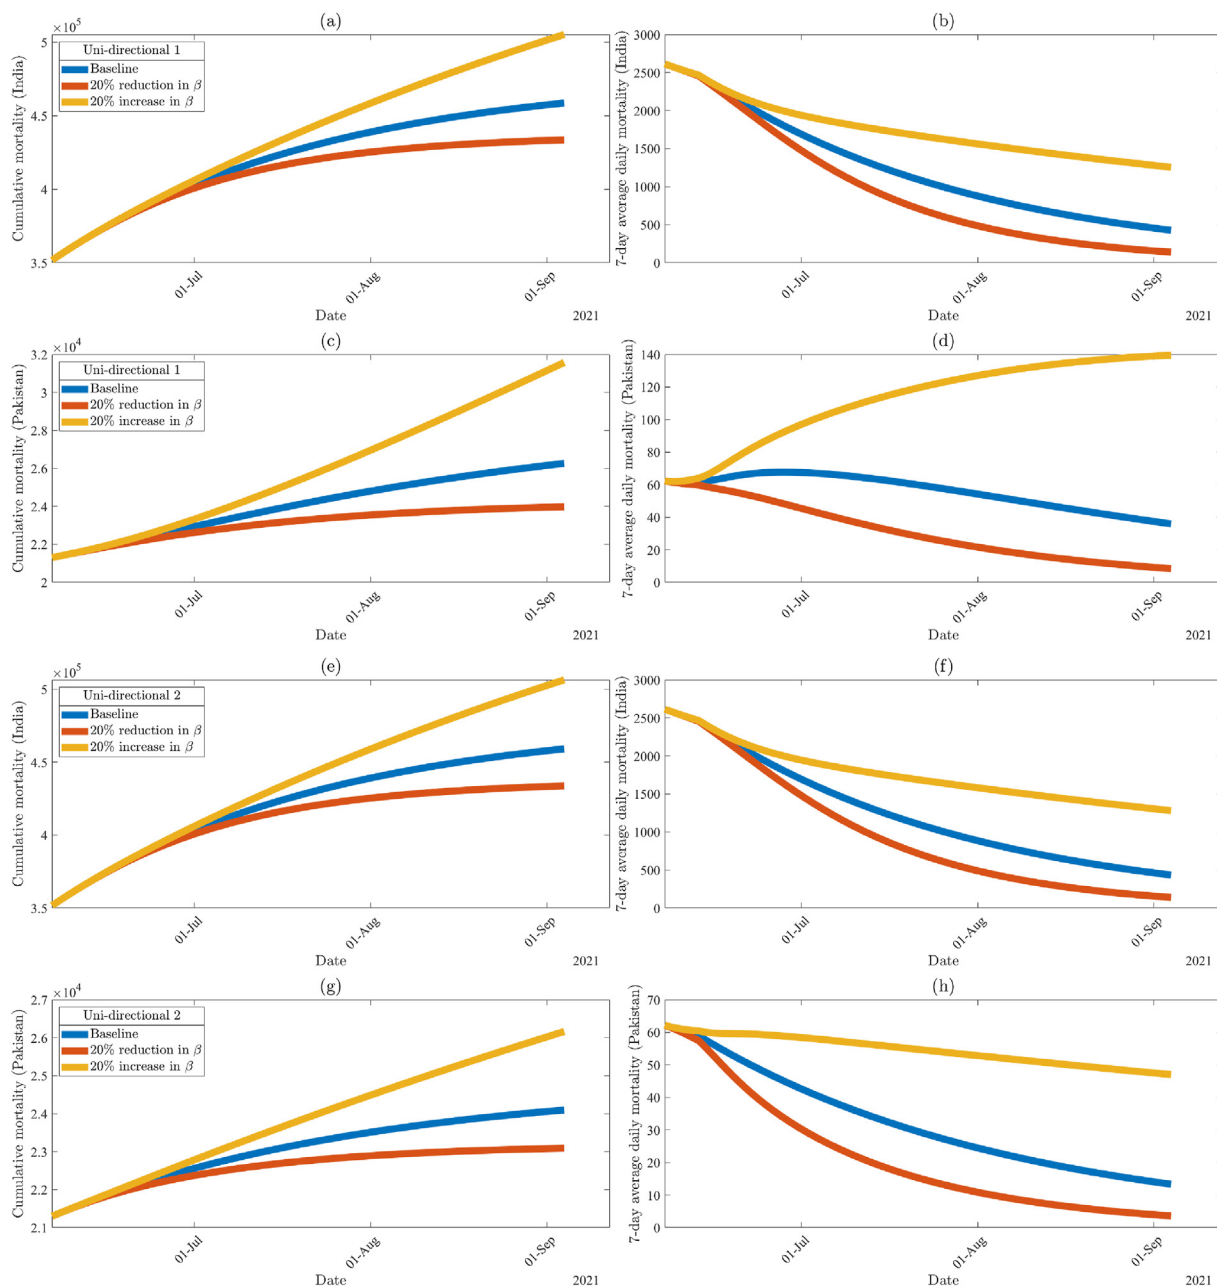 (a)
×10⁵
Cumulative mortality (India)
5
4.5
4
3.5
Uni-directional 1
Baseline
20% reduction in β
20% increase in β
01-Jul
01-Aug
01-Sep
Date
2021
(b)
7-day average daily mortality (India)
3000
2500
2000
1500
1000
500
0
01-Jul
01-Aug
01-Sep
Date
2021
(c)
×10⁴
Cumulative mortality (Pakistan)
3.2
3
2.8
2.6
2.4
2.2
2
Uni-directional 1
Baseline
20% reduction in β
20% increase in β
01-Jul
01-Aug
01-Sep
Date
2021
(d)
7-day average daily mortality (Pakistan)
140
120
100
80
60
40
20
0
01-Jul
01-Aug
01-Sep
Date
2021
(e)
×10⁵
Cumulative mortality (India)
5
4.5
4
3.5
Uni-directional 2
Baseline
20% reduction in β
20% increase in β
01-Jul
01-Aug
01-Sep
Date
2021
(f)
7-day average daily mortality (India)
3000
2500
2000
1500
1000
500
0
01-Jul
01-Aug
01-Sep
Date
2021
(g)
×10⁴
Cumulative mortality (Pakistan)
2.7
2.6
2.5
2.4
2.3
2.2
2.1
Uni-directional 2
Baseline
20% reduction in β
20% increase in β
01-Jul
01-Aug
01-Sep
Date
2021
(h)
7-day average daily mortality (Pakistan)
70
60
50
40
30
20
10
0
01-Jul
01-Aug
01-Sep
Date
2021